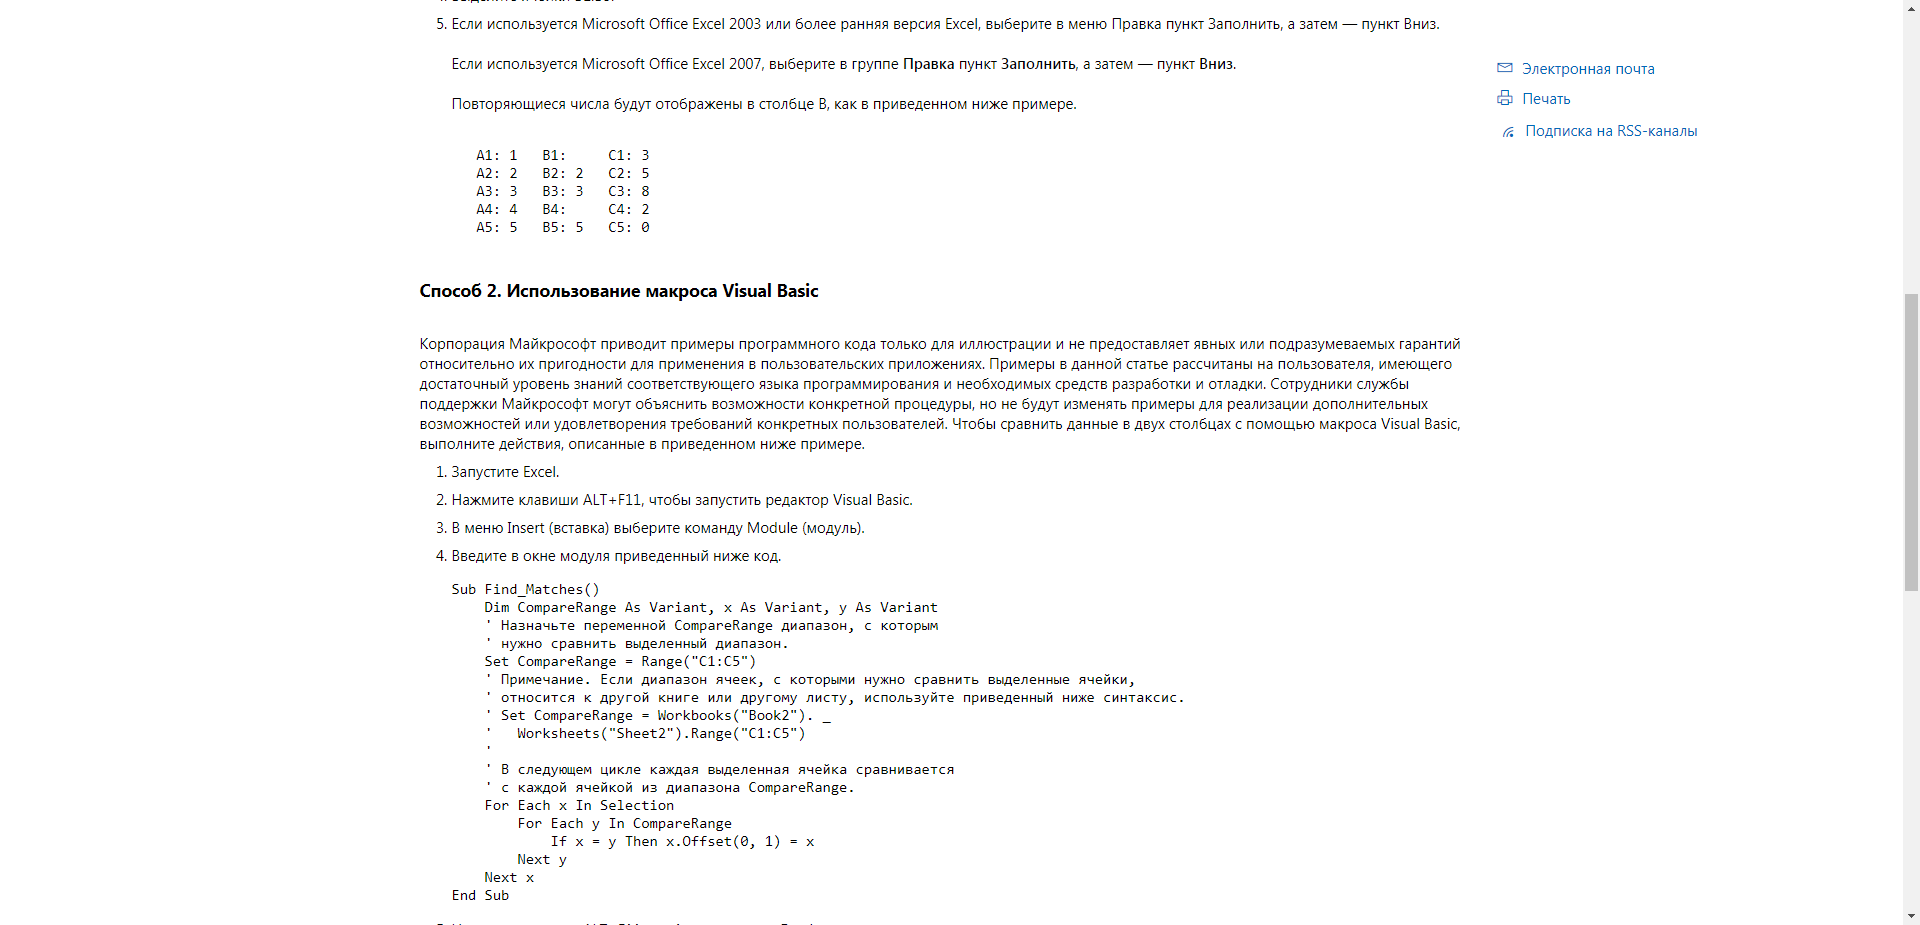 5. Если используется Microsoft Office Excel 2003 или более ранняя версия Excel, выберите в меню Правка пункт Заполнить, а затем — пункт Вниз.
Если используется Microsoft Office Excel 2007, выберите в группе Правка пункт Заполнить, а затем — пункт Вниз.
Повторяющиеся числа будут отображены в столбце B, как в приведенном ниже примере.
A1: 1   B1:     C1: 3
A2: 2   B2: 2   C2: 5
A3: 3   B3: 3   C3: 8
A4: 4   B4:     C4: 2
A5: 5   B5: 5   C5: 0
Электронная почта
Печать
Подписка на RSS-каналы
Способ 2. Использование макроса Visual Basic
Корпорация Майкрософт приводит примеры программного кода только для иллюстрации и не предоставляет явных или подразумеваемых гарантий
относительно их пригодности для применения в пользовательских приложениях. Примеры в данной статье рассчитаны на пользователя, имеющего
достаточный уровень знаний соответствующего языка программирования и необходимых средств разработки и отладки. Сотрудники службы
поддержки Майкрософт могут объяснить возможности конкретной процедуры, но не будут изменять примеры для реализации дополнительных
возможностей или удовлетворения требований конкретных пользователей. Чтобы сравнить данные в двух столбцах с помощью макроса Visual Basic,
выполните действия, описанные в приведенном ниже примере.
1. Запустите Excel.
2. Нажмите клавиши ALT+F11, чтобы запустить редактор Visual Basic.
3. В меню Insert (вставка) выберите команду Module (модуль).
4. Введите в окне модуля приведенный ниже код.
Sub Find_Matches()
    Dim CompareRange As Variant, x As Variant, y As Variant
    ' Назначьте переменной CompareRange диапазон, с которым
    ' нужно сравнить выделенный диапазон.
    Set CompareRange = Range("C1:C5")
    ' Примечание. Если диапазон ячеек, с которыми нужно сравнить выделенные ячейки,
    ' относится к другой книге или другому листу, используйте приведенный ниже синтаксис.
    ' Set CompareRange = Workbooks("Book2"). _
    '   Worksheets("Sheet2").Range("C1:C5")
    '
    ' В следующем цикле каждая выделенная ячейка сравнивается
    ' с каждой ячейкой из диапазона CompareRange.
    For Each x In Selection
        For Each y In CompareRange
            If x = y Then x.Offset(0, 1) = x
        Next y
    Next x
End Sub